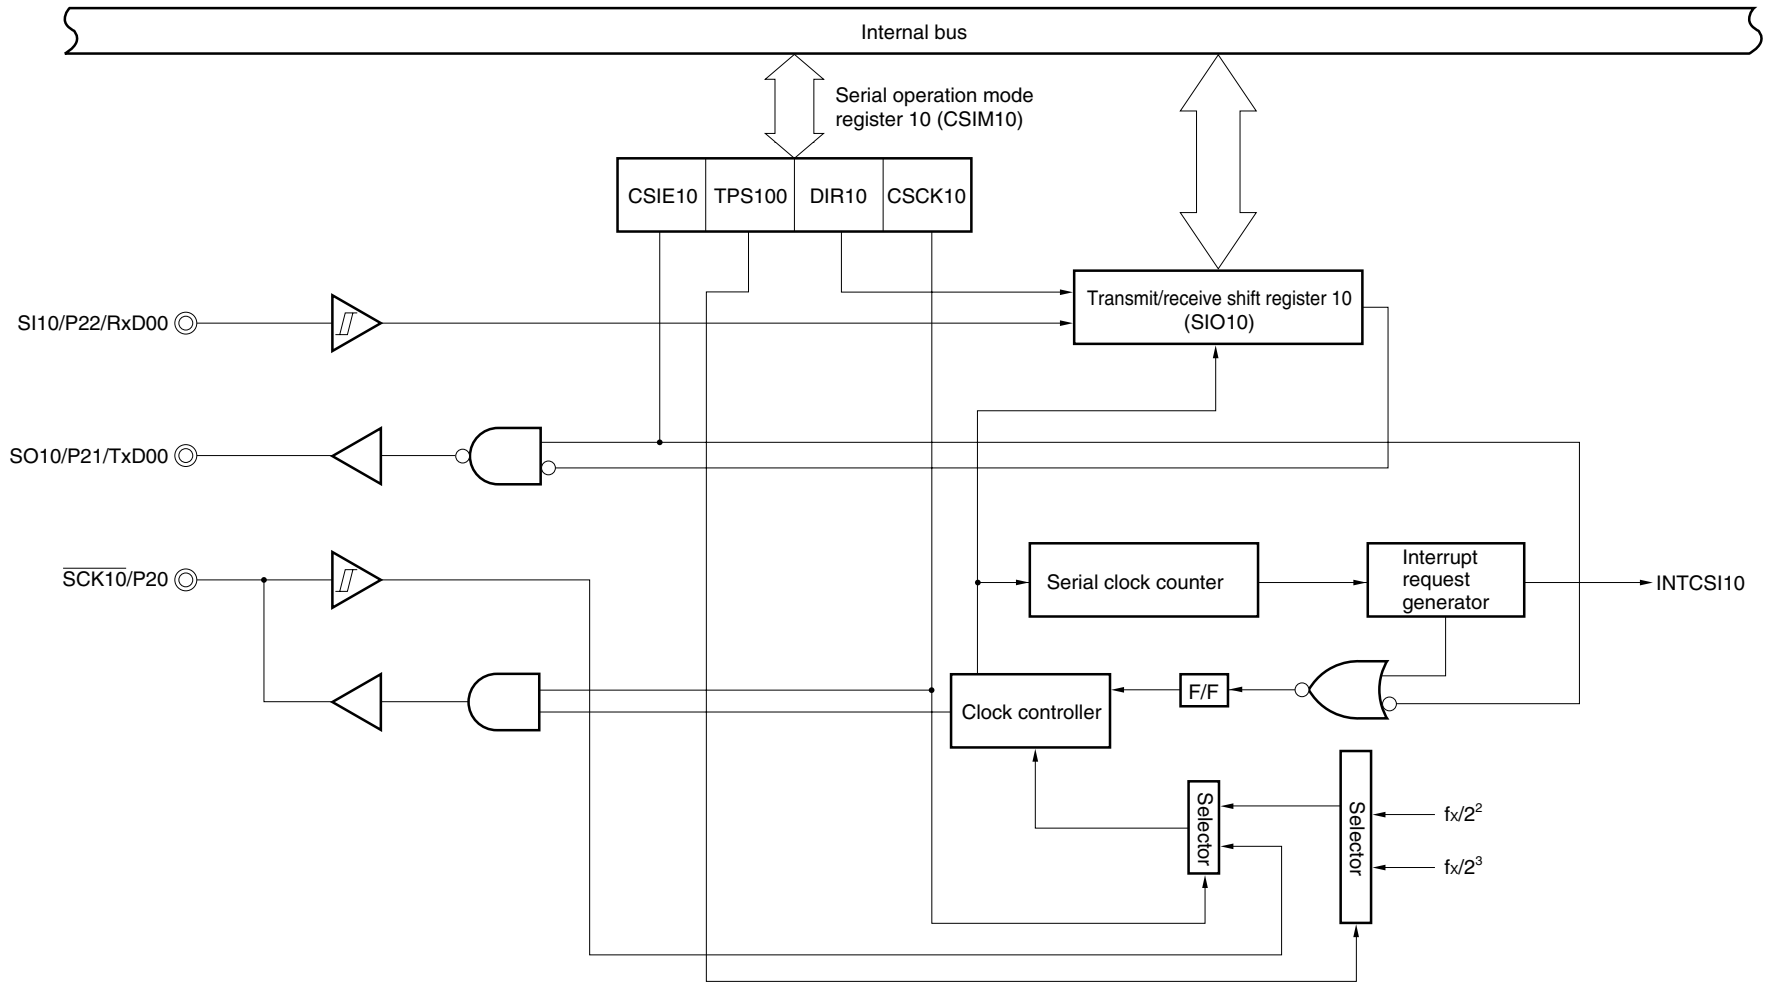 Internal bus
Serial operation mode
register 10 (CSIM10)
CSIE10 TPS100 DIR10 CSCK10
Transmit/receive shift register 10
(SIO10)
SI10/P22/RxD00
SO10/P21/TxD00
S̅C̅K̅1̅0̅/P20
Serial clock counter
Interrupt
request
generator
INTCSI10
Clock controller
F/F
Selector
Selector
fx/2²
fx/2³